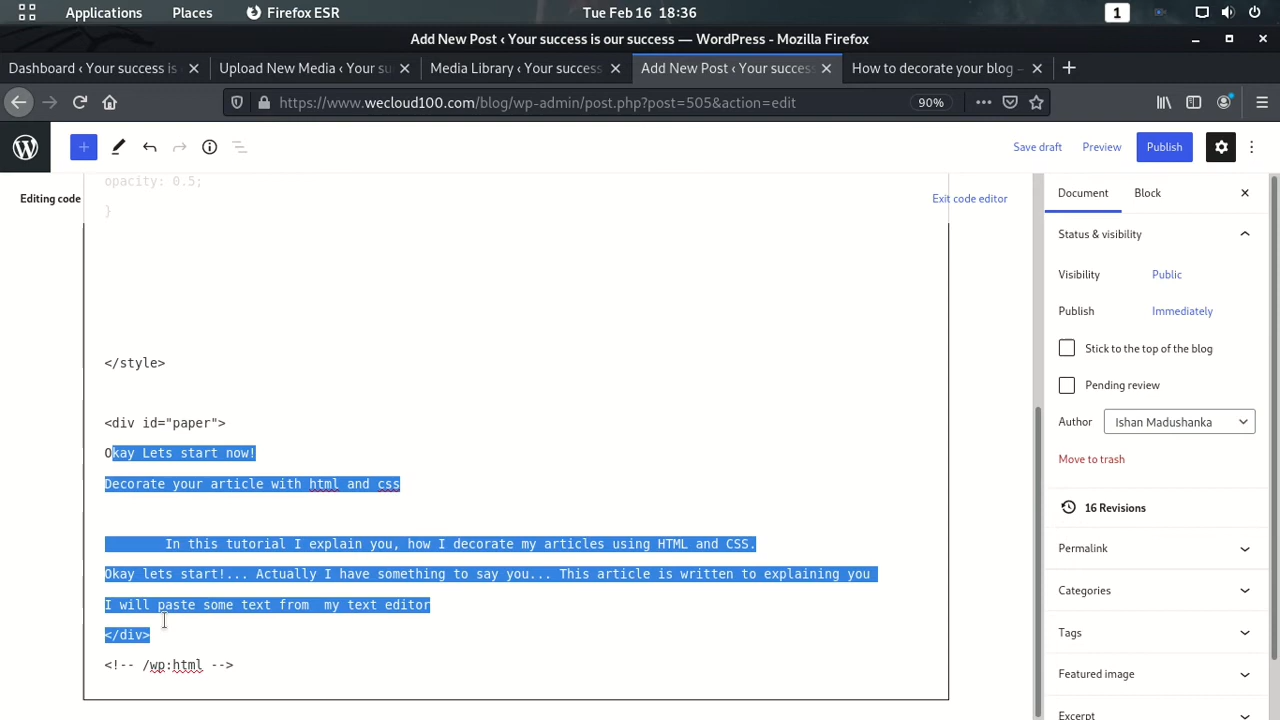 Applications Places Firefox ESR Tue Feb 16 18:36 1
Add New Post ‹ Your success is our success — WordPress - Mozilla Firefox
Dashboard ‹ Your success is Upload New Media ‹ Your su Media Library ‹ Your success Add New Post ‹ Your success How to decorate your blog –
https://www.wecloud100.com/blog/wp-admin/post.php?post=505&action=edit 90%
Save draft Preview Publish
opacity: 0.5;
Editing code Exit code editor
}
</style>
<div id="paper">
Okay Lets start now!
Decorate your article with html and css
In this tutorial I explain you, how I decorate my articles using HTML and CSS.
Okay lets start!... Actually I have something to say you... This article is written to explaining you
I will paste some text from  my text editor
</div>
<!-- /wp:html -->
Document Block
Status & visibility
Visibility Public
Publish Immediately
Stick to the top of the blog
Pending review
Author Ishan Madushanka
Move to trash
16 Revisions
Permalink
Categories
Tags
Featured image
Excerpt